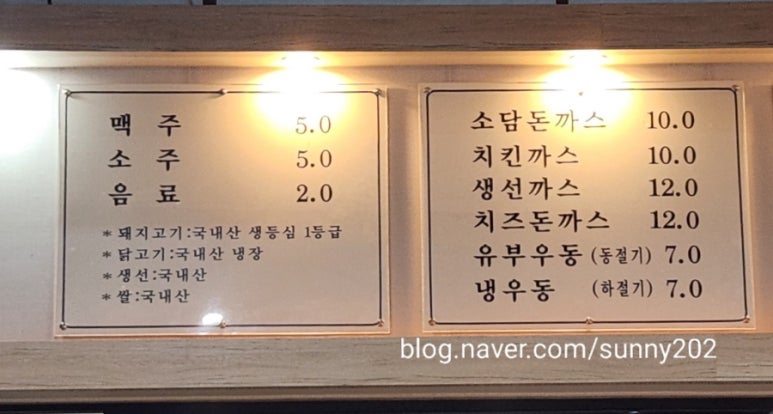 맥 주 5.0
소 주 5.0
음 료 2.0
* 돼지고기:국내산 생등심 1등급
* 닭고기:국내산 냉장
* 생선:국내산
* 쌀:국내산
소담돈까스 10.0
치킨까스 10.0
생선까스 12.0
치즈돈까스 12.0
유부우동 (동절기) 7.0
냉우동 (하절기) 7.0
blog.naver.com/sunny202